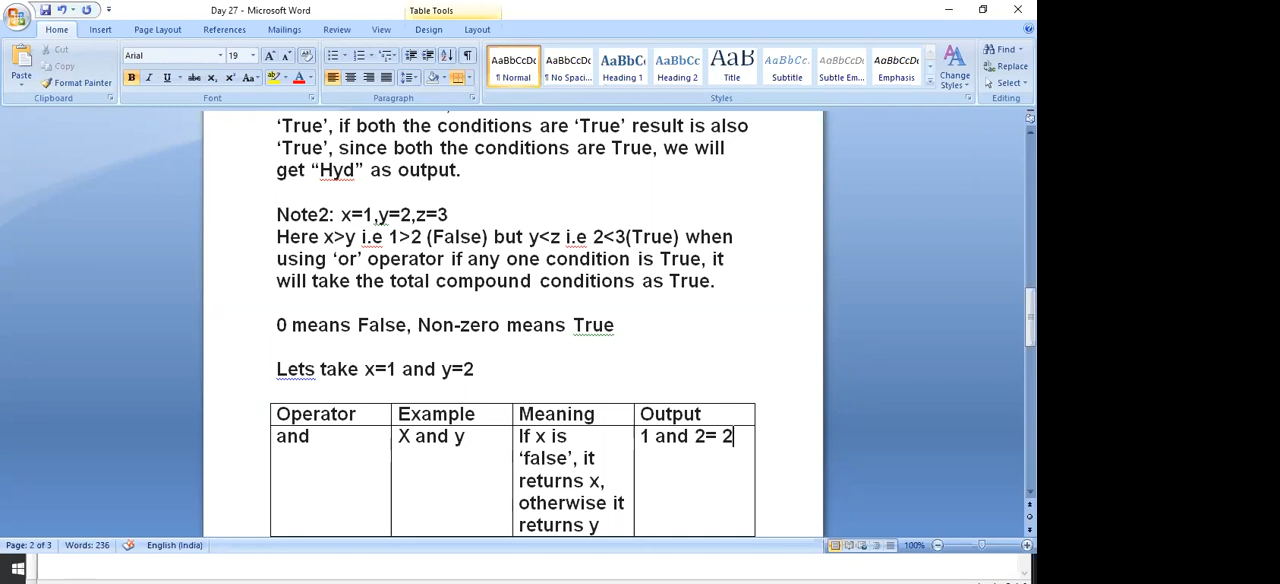 Day 27 - Microsoft Word
Table Tools
Home Insert Page Layout References Mailings Review View Design Layout
Paste
Cut
Copy
Format Painter
Clipboard
Arial 19
Font
Paragraph
AaBbCcDc AaBbCcDc AaBbC AaBbCc AaB AaBbCc. AaBbCcDc AaBbCcDc
¶ Normal ¶ No Spaci... Heading 1 Heading 2 Title Subtitle Subtle Em... Emphasis
Styles
Change Styles
Find
Replace
Select
Editing
‘True’, if both the conditions are ‘True’ result is also
‘True’, since both the conditions are True, we will
get “Hyd” as output.
Note2: x=1,y=2,z=3
Here x>y i.e 1>2 (False) but y<z i.e 2<3(True) when
using ‘or’ operator if any one condition is True, it
will take the total compound conditions as True.
0 means False, Non-zero means True
Lets take x=1 and y=2
Operator Example Meaning Output
and X and y If x is 1 and 2= 2
‘false’, it
returns x,
otherwise it
returns y
Page: 2 of 3 Words: 236 English (India) 100%